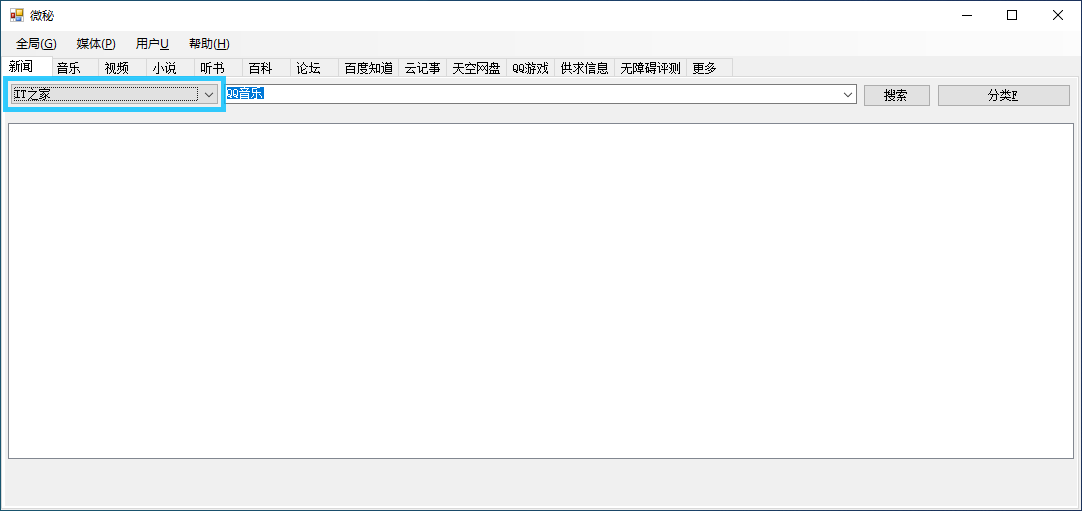 微秘
全局(G) 媒体(P) 用户U 帮助(H)
新闻 音乐 视频 小说 听书 百科 论坛 百度知道 云记事 天空网盘 QQ游戏 供求信息 无障碍评测 更多
IT之家 QQ音乐 搜索 分类F